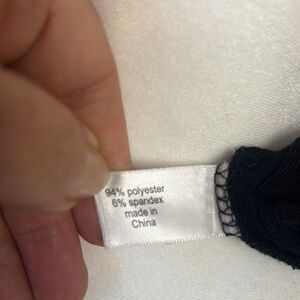 94% polyester
6% spandex
made in
China